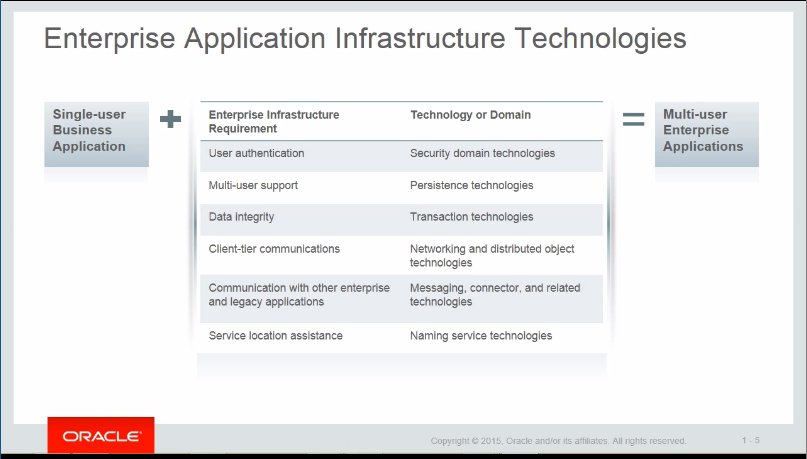 Enterprise Application Infrastructure Technologies
Single-user
Business
Application
+
Enterprise Infrastructure
Requirement
Technology or Domain
=
Multi-user
Enterprise
Applications
User authentication
Security domain technologies
Multi-user support
Persistence technologies
Data integrity
Transaction technologies
Client-tier communications
Networking and distributed object
technologies
Communication with other enterprise
and legacy applications
Messaging, connector, and related
technologies
Service location assistance
Naming service technologies
ORACLE
Copyright © 2015, Oracle and/or its affiliates. All rights reserved.
1 - 5